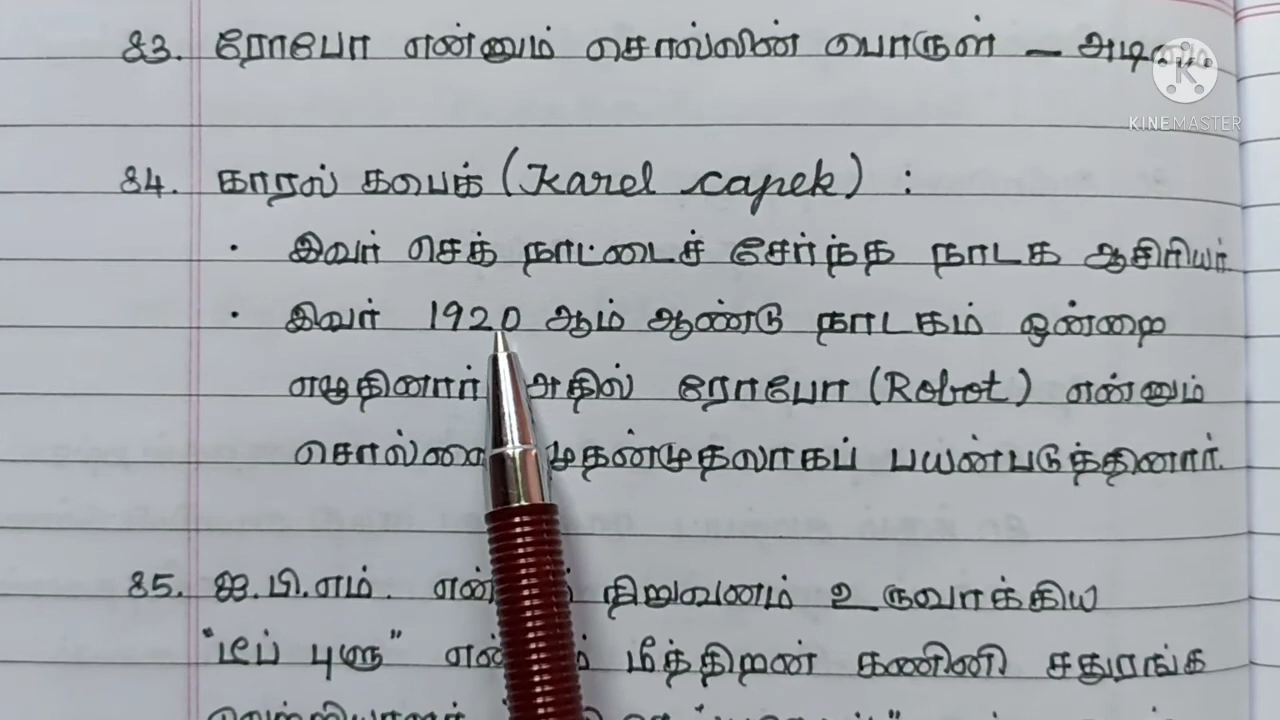 83. ரோபோ என்னும் சொல்லின் பொருள் – அடிமை
KINEMASTER
84. காரல் கபெக் (Karel capek) :
· இவர் செக் நாட்டைச் சேர்ந்த நாடக ஆசிரியர்.
· இவர் 1920 ஆம் ஆண்டு நாடகம் ஒன்றை
எழுதினார் அதில் ரோபோ (Robot) என்னும்
சொல்லை முதன்முதலாகப் பயன்படுத்தினார்.
85. ஐ.பி.எம். நிறுவனம் உருவாக்கிய
"டீப் புளூ" மீத்திறன் கணினி சதுரங்க